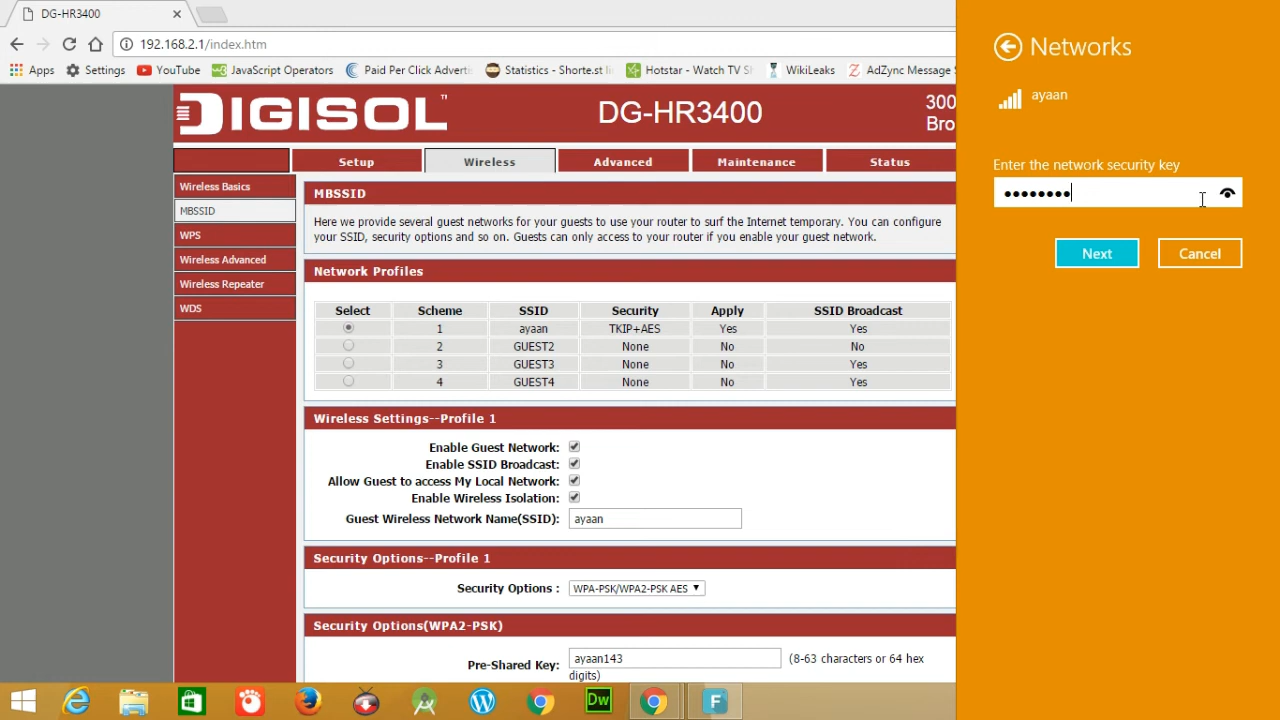 DG-HR3400
192.168.2.1/index.htm
Apps Settings YouTube JavaScript Operators Paid Per Click Adverti Statistics - Shorte.st li Hotstar - Watch TV Sh WikiLeaks AdZync Message S
DIGISOL™ DG-HR3400 300
Bro
Setup Wireless Advanced Maintenance Status
Wireless Basics
MBSSID
WPS
Wireless Advanced
Wireless Repeater
WDS
MBSSID
Here we provide several guest networks for your guests to use your router to surf the Internet temporary. You can configure
your SSID, security options and so on. Guests can only access to your router if you enable your guest network.
Network Profiles
Select Scheme SSID Security Apply SSID Broadcast
1 ayaan TKIP+AES Yes Yes
2 GUEST2 None No No
3 GUEST3 None No Yes
4 GUEST4 None No Yes
Wireless Settings--Profile 1
Enable Guest Network:
Enable SSID Broadcast:
Allow Guest to access My Local Network:
Enable Wireless Isolation:
Guest Wireless Network Name(SSID): ayaan
Security Options--Profile 1
Security Options : WPA-PSK/WPA2-PSK AES
Security Options(WPA2-PSK)
Pre-Shared Key: ayaan143 (8-63 characters or 64 hex
digits)
Networks
ayaan
Enter the network security key
••••••••
Next Cancel
Dw F